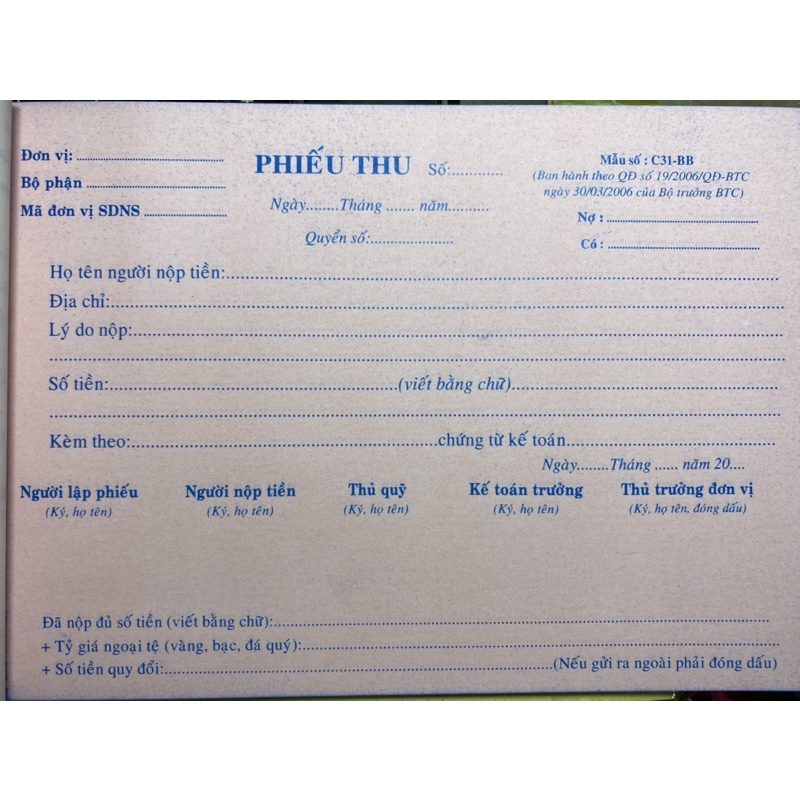 Đơn vị: ........................................
Bộ phận ........................................
Mã đơn vị SDNS ........................
PHIẾU THU Số:.............
Ngày........Tháng ....... năm..........
Quyển số:.....................
Mẫu số : C31-BB
(Ban hành theo QĐ số 19/2006/QĐ-BTC
ngày 30/03/2006 của Bộ trưởng BTC)
Nợ : ........................................
Có : ........................................
Họ tên người nộp tiền:................................................................................
Địa chỉ:................................................................................
Lý do nộp:................................................................................
................................................................................
Số tiền:..................................................(viết bằng chữ)..................................................
................................................................................
Kèm theo:..................................................chứng từ kế toán........................................
Ngày........Tháng ...... năm 20....
Người lập phiếu Người nộp tiền Thủ quỹ Kế toán trưởng Thủ trưởng đơn vị
(Ký, họ tên) (Ký, họ tên) (Ký, họ tên) (Ký, họ tên) (Ký, họ tên, đóng dấu)
Đã nộp đủ số tiền (viết bằng chữ):................................................................................
+ Tỷ giá ngoại tệ (vàng, bạc, đá quý):................................................................................
+ Số tiền quy đổi:................................................................................(Nếu gửi ra ngoài phải đóng dấu)